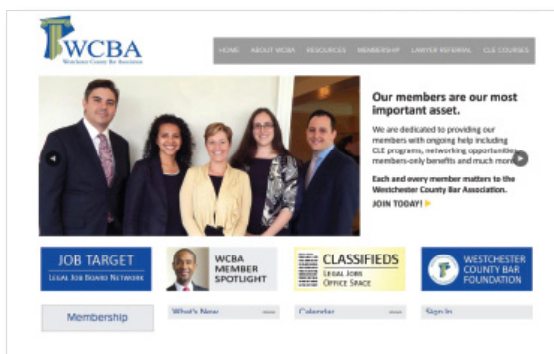 WCBA
Westchester County Bar Association
HOME ABOUT WCBA RESOURCES MEMBERSHIP LAWYER REFERRAL CLE COURSES
Our members are our most
important asset.
We are dedicated to providing our
members with ongoing help including
CLE programs, networking opportunities,
members-only benefits and much more
Each and every member matters to the
Westchester County Bar Association.
JOIN TODAY!
JOB TARGET
LEGAL JOB BOARD NETWORK
WCBA
MEMBER
SPOTLIGHT
CLASSIFIEDS
LEGAL JOBS
OFFICE SPACE
WESTCHESTER
COUNTY BAR
FOUNDATION
Membership
What's New
Calendar
Sign In